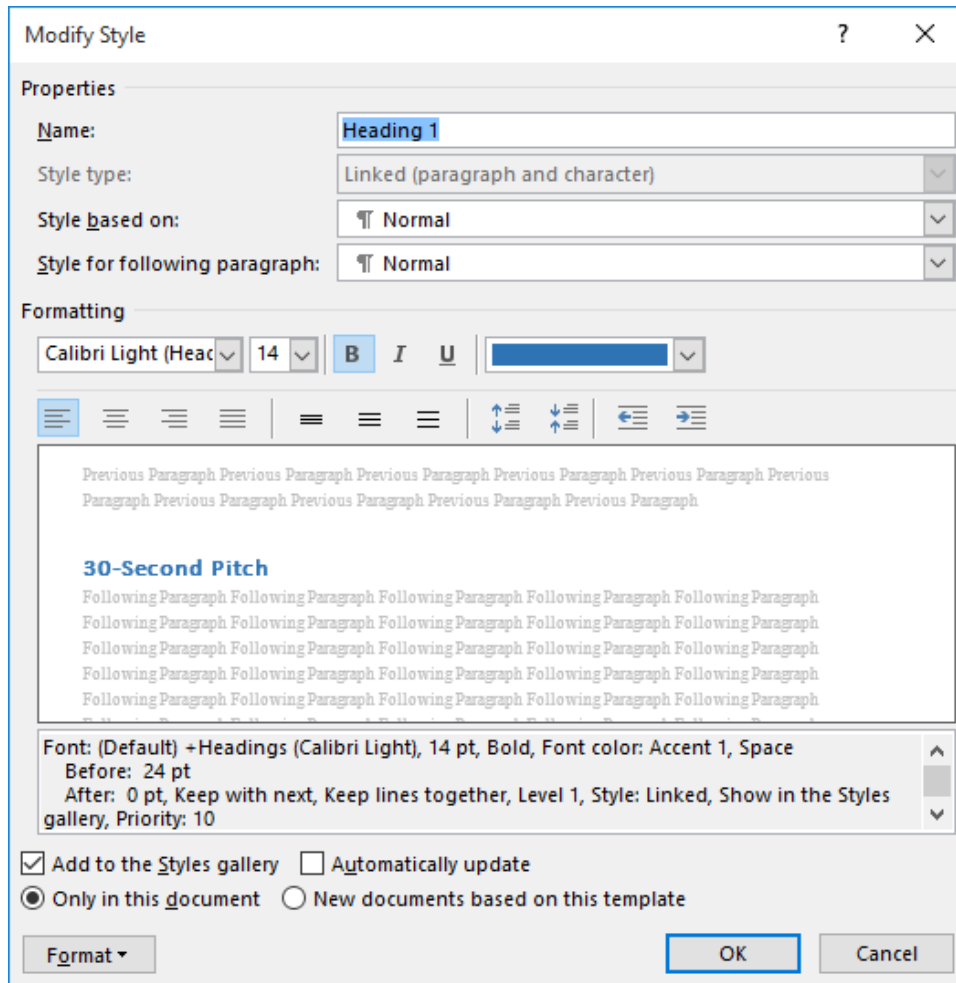 Modify Style
?
Properties
Name:
Heading 1
Style type:
Linked (paragraph and character)
Style based on:
¶ Normal
Style for following paragraph:
¶ Normal
Formatting
Calibri Light (Head
14
B
I
U
Previous Paragraph Previous Paragraph Previous Paragraph Previous Paragraph Previous Paragraph Previous
Paragraph Previous Paragraph Previous Paragraph Previous Paragraph Previous Paragraph
30-Second Pitch
Following Paragraph Following Paragraph Following Paragraph Following Paragraph Following Paragraph
Following Paragraph Following Paragraph Following Paragraph Following Paragraph Following Paragraph
Following Paragraph Following Paragraph Following Paragraph Following Paragraph Following Paragraph
Following Paragraph Following Paragraph Following Paragraph Following Paragraph Following Paragraph
Following Paragraph Following Paragraph Following Paragraph Following Paragraph Following Paragraph
Font: (Default) +Headings (Calibri Light), 14 pt, Bold, Font color: Accent 1, Space
Before: 24 pt
After: 0 pt, Keep with next, Keep lines together, Level 1, Style: Linked, Show in the Styles
gallery, Priority: 10
Add to the Styles gallery
Automatically update
Only in this document
New documents based on this template
Format
OK
Cancel